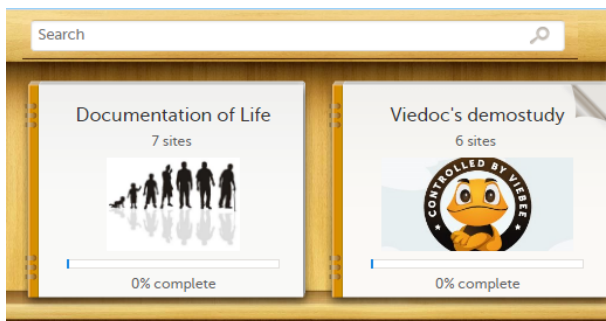 Search
Documentation of Life
7 sites
0% complete
Viedoc's demostudy
6 sites
CONTROLLED BY VIEBEE
0% complete